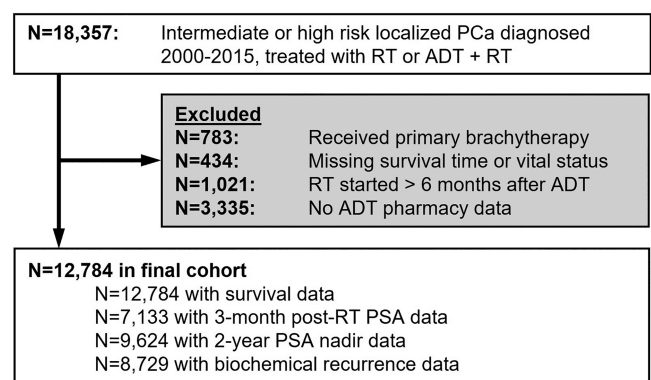 N=18,357: Intermediate or high risk localized PCa diagnosed
2000-2015, treated with RT or ADT + RT
Excluded
N=783: Received primary brachytherapy
N=434: Missing survival time or vital status
N=1,021: RT started > 6 months after ADT
N=3,335: No ADT pharmacy data
N=12,784 in final cohort
N=12,784 with survival data
N=7,133 with 3-month post-RT PSA data
N=9,624 with 2-year PSA nadir data
N=8,729 with biochemical recurrence data